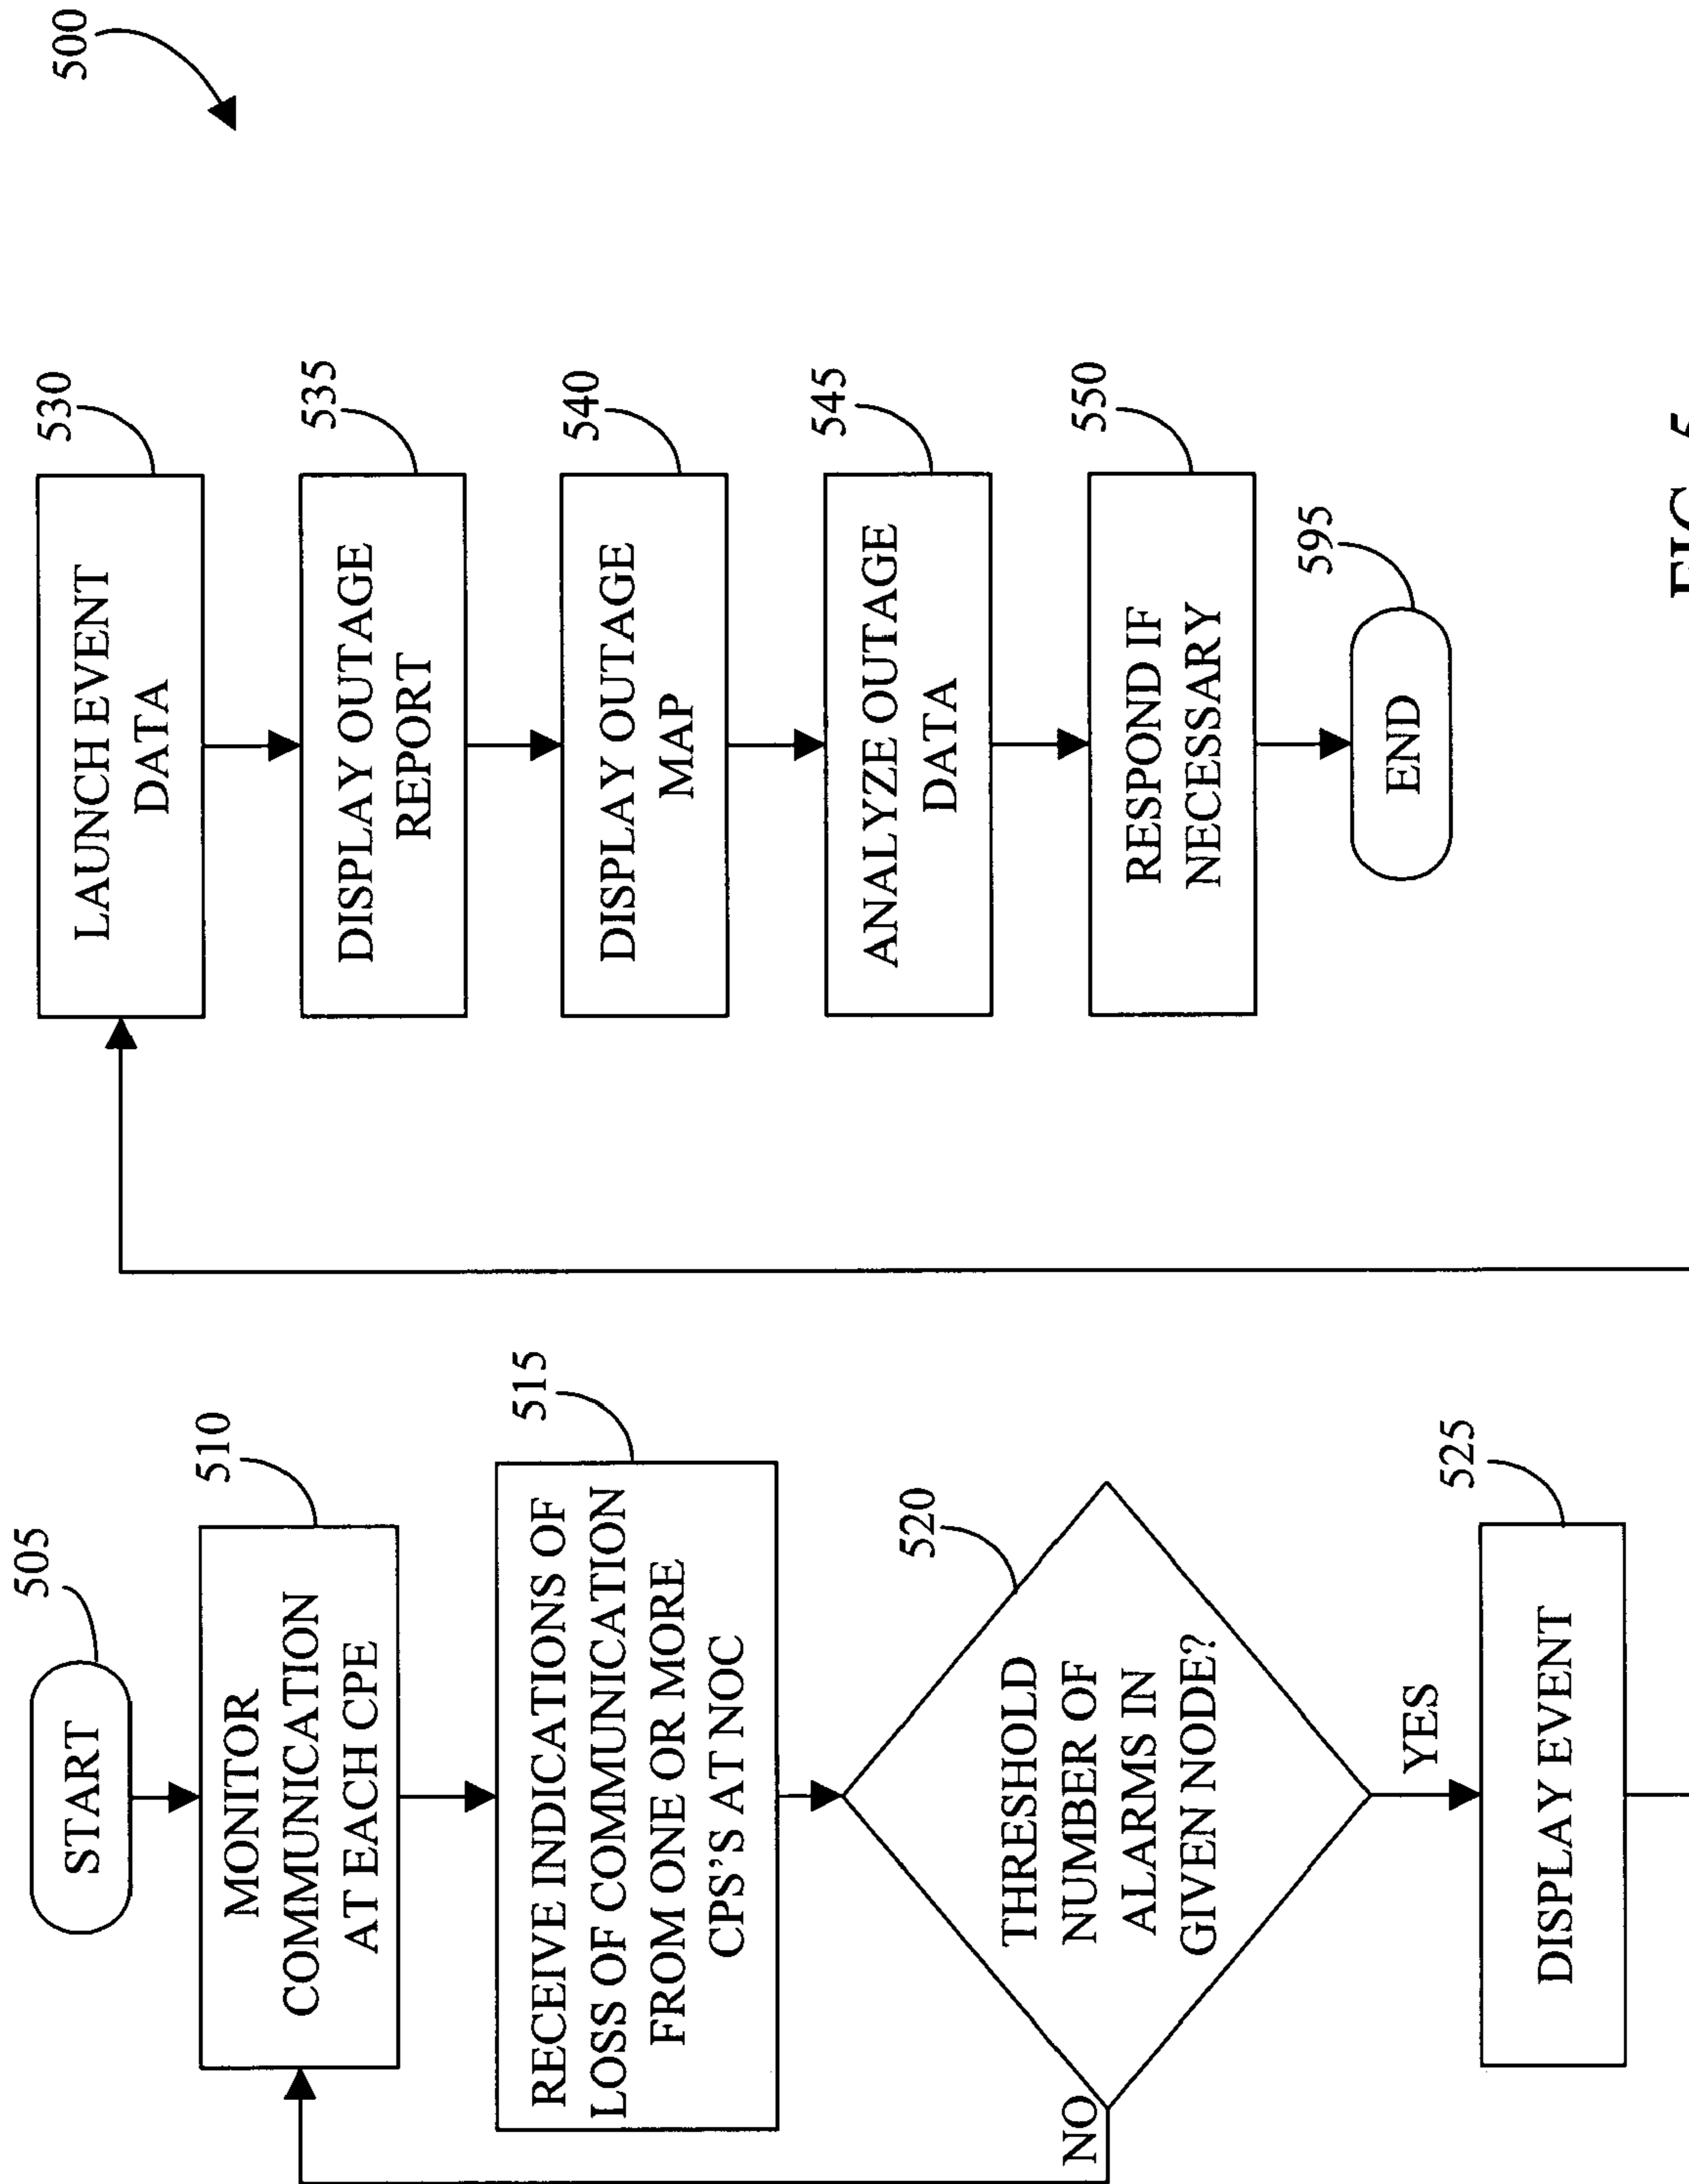 500
START
505
MONITOR
COMMUNICATION
AT EACH CPE
510
RECEIVE INDICATIONS OF
LOSS OF COMMUNICATION
FROM ONE OR MORE
CPS'S AT NOC
515
THRESHOLD
NUMBER OF
ALARMS IN
GIVEN NODE?
520
NO
YES
DISPLAY EVENT
525
LAUNCH EVENT
DATA
530
DISPLAY OUTAGE
REPORT
535
DISPLAY OUTAGE
MAP
540
ANALYZE OUTAGE
DATA
545
RESPOND IF
NECESSARY
550
END
595
FIG. 5